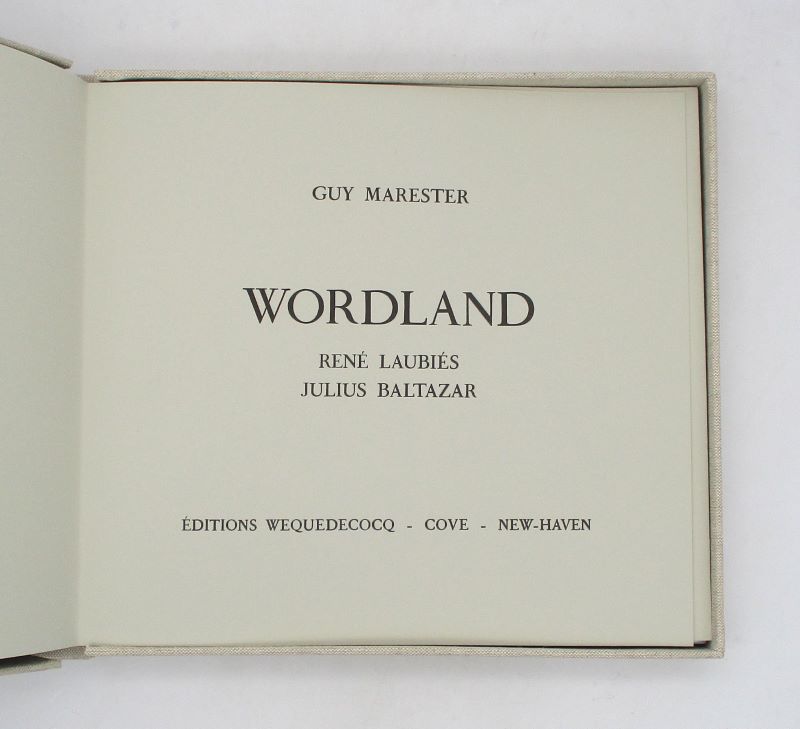 GUY MARESTER
WORDLAND
RENÉ LAUBIÉS
JULIUS BALTAZAR
ÉDITIONS WEQUEDECOCQ - COVE - NEW-HAVEN